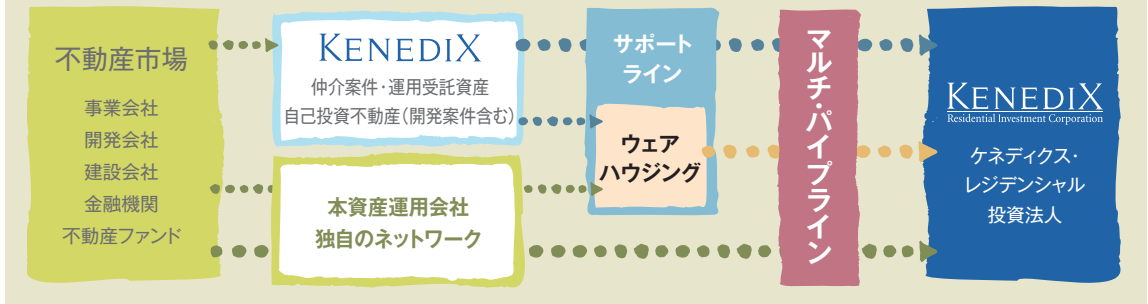 不動産市場
事業会社
開発会社
建設会社
金融機関
不動産ファンド
KENEDIX
仲介案件・運用受託資産
自己投資不動産（開発案件含む）
本資産運用会社
独自のネットワーク
サポート
ライン
ウェア
ハウジング
マルチ・パイプライン
KENEDIX
Residential Investment Corporation
ケネディクス・
レジデンシャル
投資法人